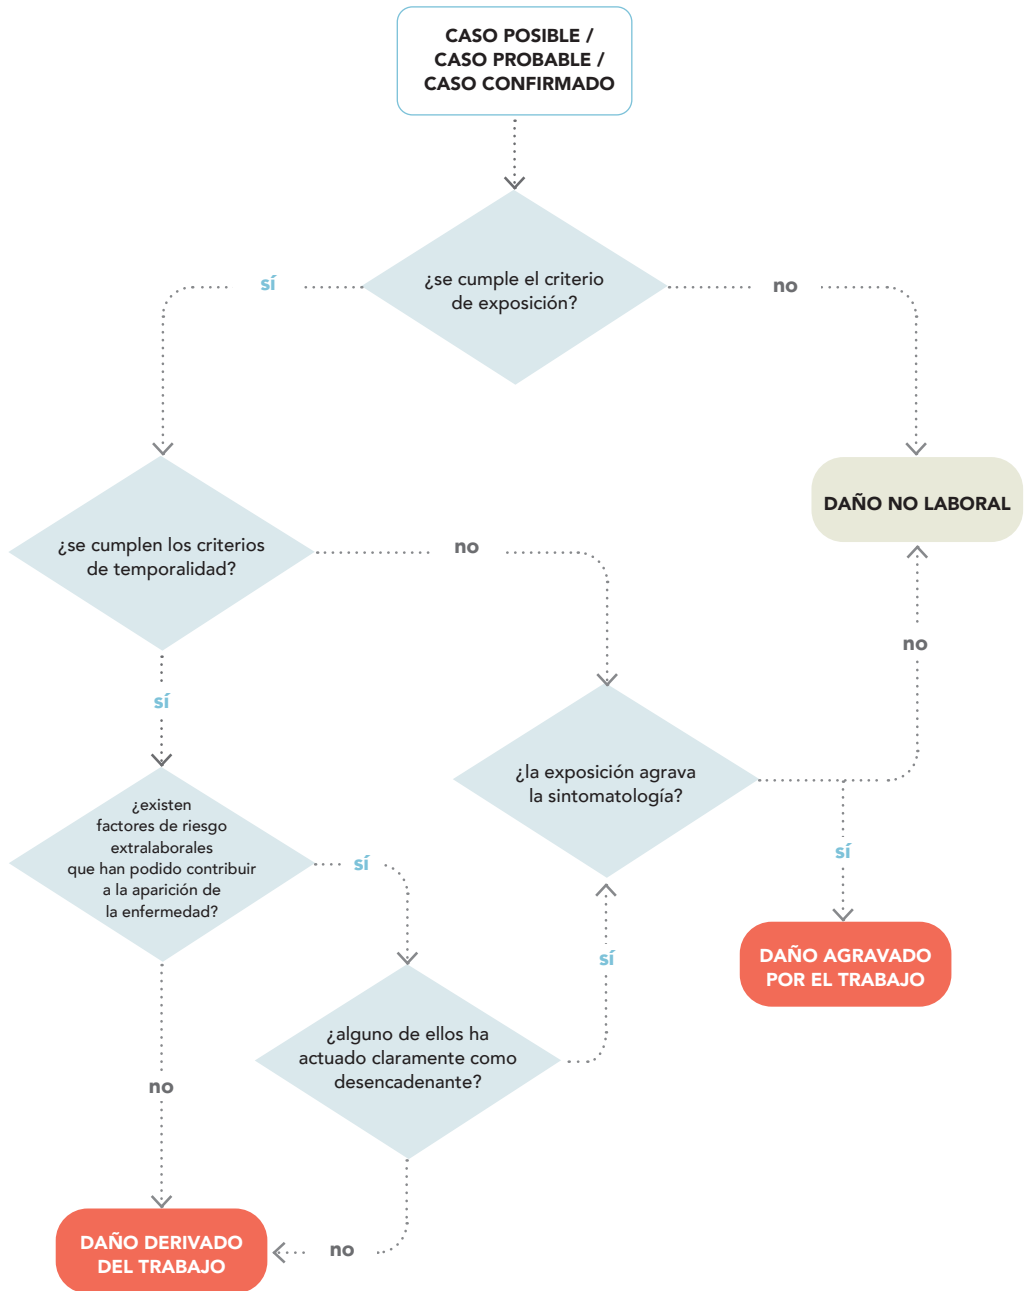 CASO POSIBLE /
CASO PROBABLE /
CASO CONFIRMADO
¿se cumple el criterio
de exposición?
sí
no
¿se cumplen los criterios
de temporalidad?
no
DAÑO NO LABORAL
sí
no
¿la exposición agrava
la sintomatología?
¿existen
factores de riesgo
extralaborales
que han podido contribuir
a la aparición de
la enfermedad?
sí
sí
DAÑO AGRAVADO
POR EL TRABAJO
sí
¿alguno de ellos ha
actuado claramente como
desencadenante?
no
no
DAÑO DERIVADO
DEL TRABAJO